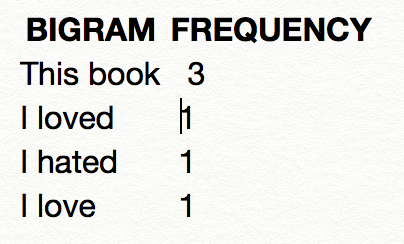 BIGRAM FREQUENCY
This book 3
I loved 1
I hated 1
I love 1